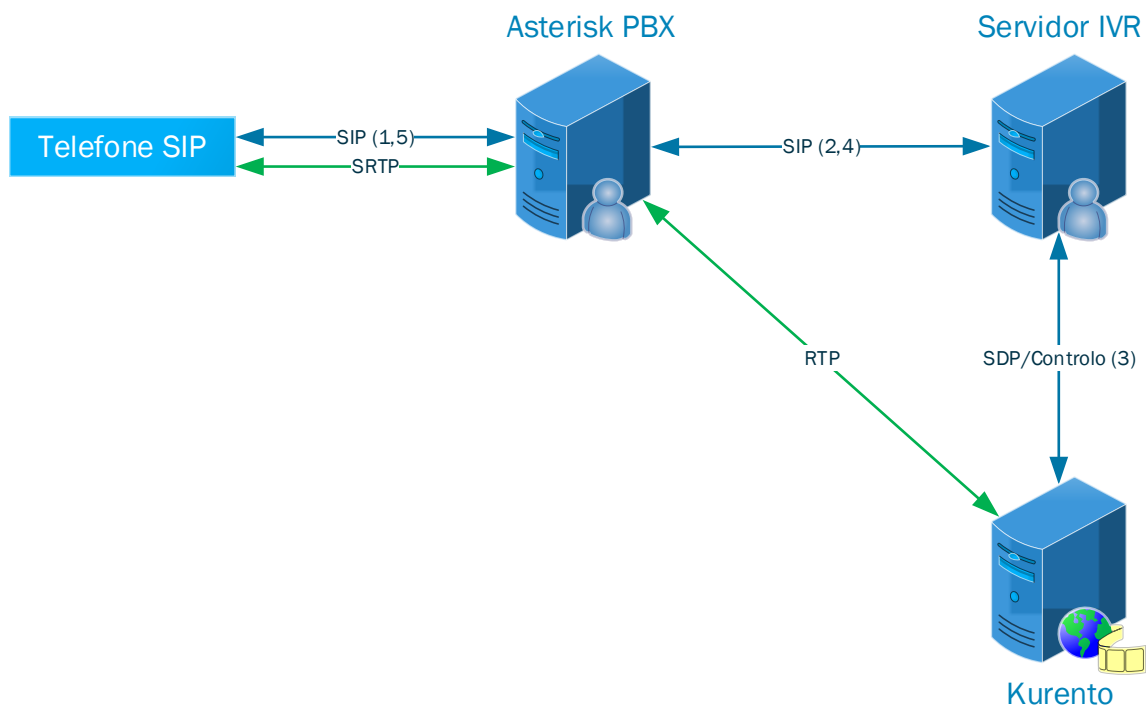 Asterisk PBX
Servidor IVR
Telefone SIP
SIP (1,5)
SRTP
SIP (2,4)
RTP
SDP/Controlo (3)
Kurento